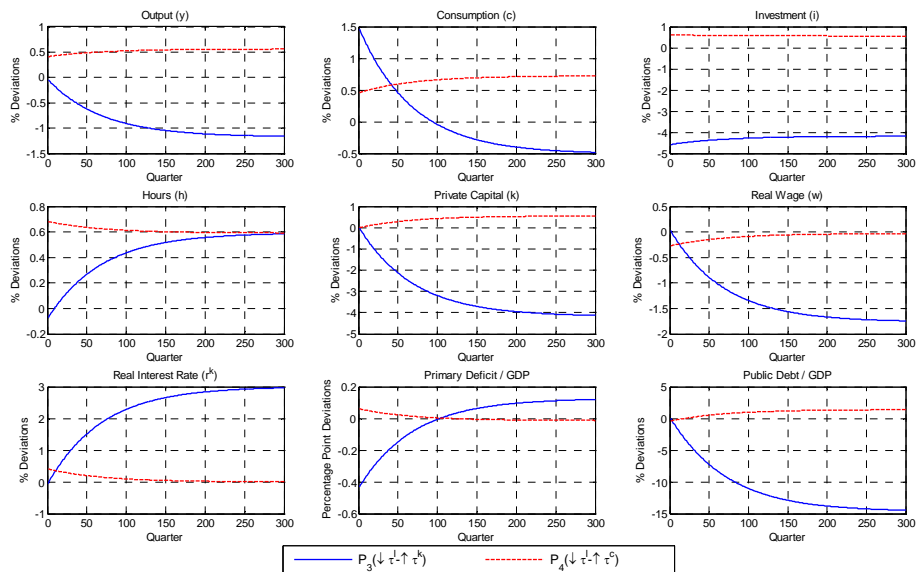 Output (y)
Consumption (c)
Investment (i)
% Deviations
1
0.5
0
-0.5
-1
-1.5
0 50 100 150 200 250 300
Quarter
% Deviations
1.5
1
0.5
0
-0.5
0 50 100 150 200 250 300
Quarter
% Deviations
1
0
-1
-2
-3
-4
-5
0 50 100 150 200 250 300
Quarter
Hours (h)
Private Capital (k)
Real Wage (w)
% Deviations
0.8
0.6
0.4
0.2
0
-0.2
0 50 100 150 200 250 300
Quarter
% Deviations
1
0
-1
-2
-3
-4
-5
0 50 100 150 200 250 300
Quarter
% Deviations
0.5
0
-0.5
-1
-1.5
-2
0 50 100 150 200 250 300
Quarter
Real Interest Rate (r^k)
Primary Deficit / GDP
Public Debt / GDP
% Deviations
3
2
1
0
-1
0 50 100 150 200 250 300
Quarter
Percentage Point Deviations
0.2
0
-0.2
-0.4
-0.6
0 50 100 150 200 250 300
Quarter
5
0
-5
-10
-15
0 50 100 150 200 250 300
Quarter
P₃(↓ τ^l-↑ τ^k)
P₄(↓ τ^l-↑ τ^c)